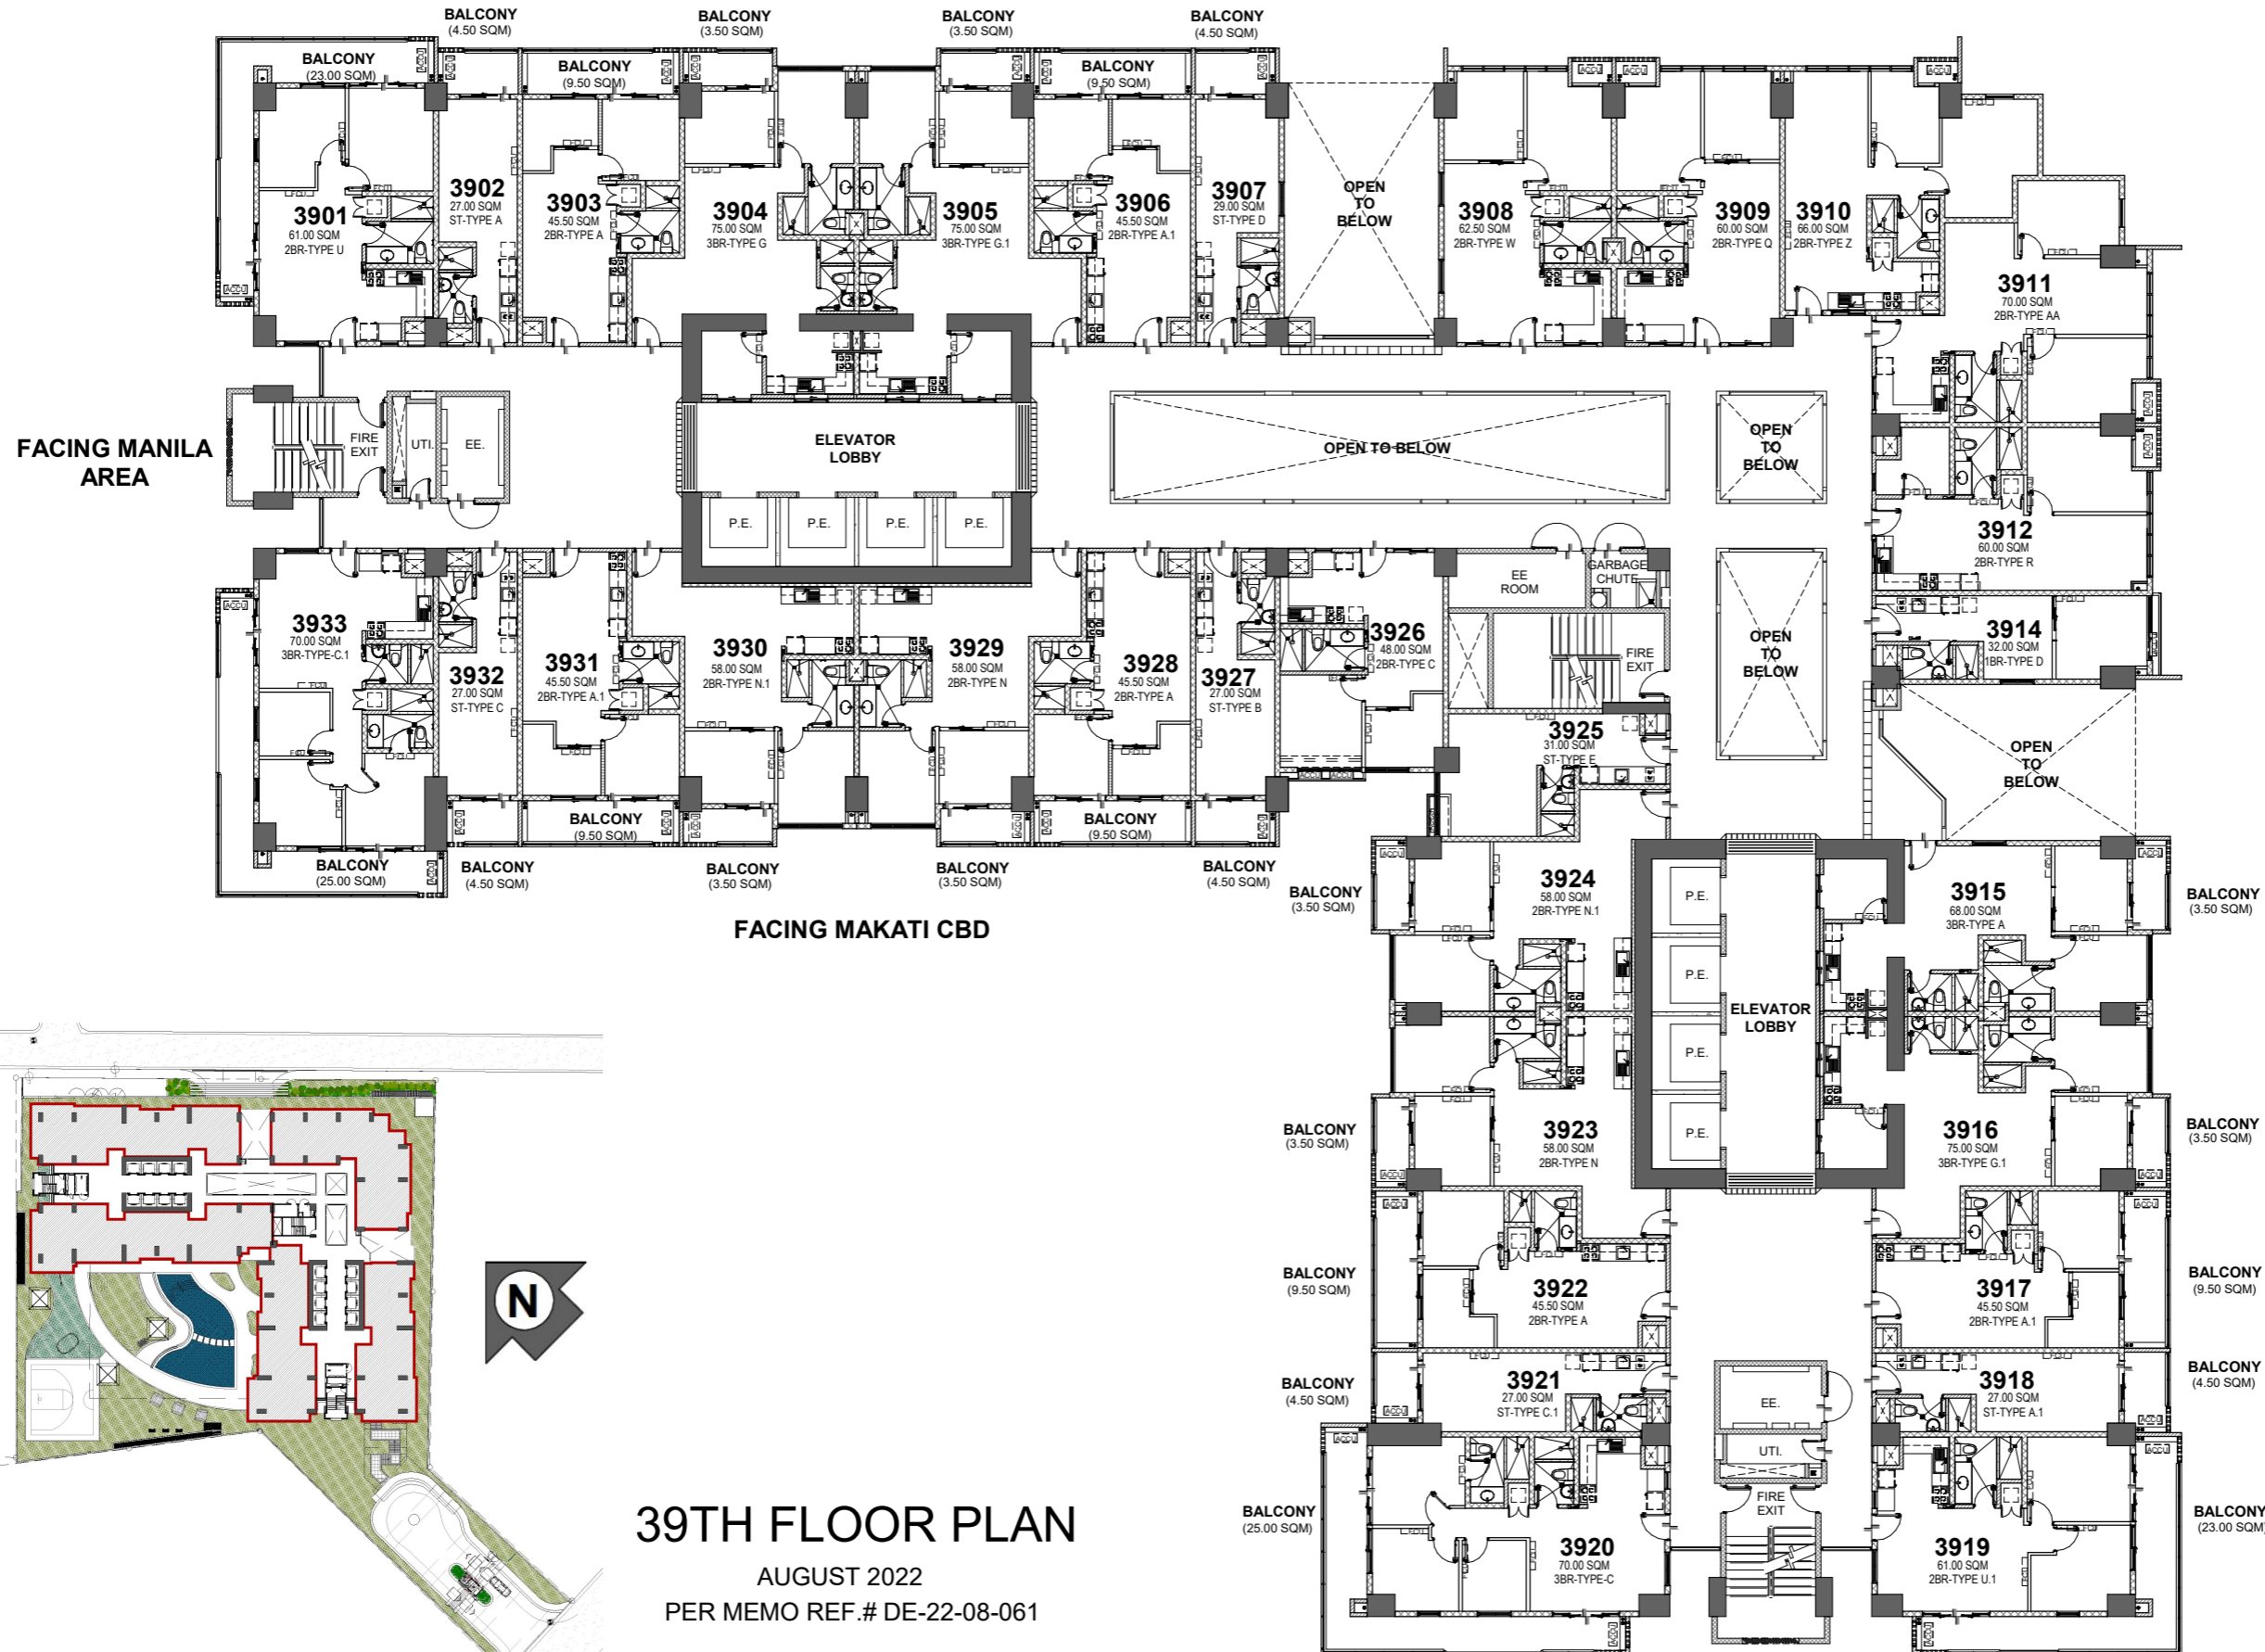 BALCONY
(4.50 SQM)
BALCONY
(3.50 SQM)
BALCONY
(3.50 SQM)
BALCONY
(4.50 SQM)
BALCONY
(23.00 SQM)
BALCONY
(9.50 SQM)
BALCONY
(9.50 SQM)
3901
61.00 SQM
2BR-TYPE U
3902
27.00 SQM
ST-TYPE A
3903
45.50 SQM
2BR-TYPE A
3904
75.00 SQM
3BR-TYPE G
3905
75.00 SQM
3BR-TYPE G.1
3906
45.50 SQM
2BR-TYPE A.1
3907
29.00 SQM
ST-TYPE D
OPEN
TO
BELOW
3908
62.50 SQM
2BR-TYPE W
3909
60.00 SQM
2BR-TYPE Q
3910
66.00 SQM
2BR-TYPE Z
3911
70.00 SQM
2BR-TYPE AA
FACING MANILA
AREA
FIRE
EXIT
UTI.
EE.
ELEVATOR
LOBBY
P.E.
P.E.
P.E.
P.E.
OPEN TO BELOW
OPEN
TO
BELOW
3912
60.00 SQM
2BR-TYPE R
EE
ROOM
GARBAGE
CHUTE
FIRE
EXIT
OPEN
TO
BELOW
3914
32.00 SQM
1BR-TYPE D
3933
70.00 SQM
3BR-TYPE-C.1
3932
27.00 SQM
ST-TYPE C
3931
45.50 SQM
2BR-TYPE A.1
3930
58.00 SQM
2BR-TYPE N.1
3929
58.00 SQM
2BR-TYPE N
3928
45.50 SQM
2BR-TYPE A
3927
27.00 SQM
ST-TYPE B
3926
48.00 SQM
2BR-TYPE C
3925
31.00 SQM
ST-TYPE E
OPEN
TO
BELOW
BALCONY
(25.00 SQM)
BALCONY
(4.50 SQM)
BALCONY
(9.50 SQM)
BALCONY
(3.50 SQM)
BALCONY
(3.50 SQM)
BALCONY
(9.50 SQM)
BALCONY
(4.50 SQM)
FACING MAKATI CBD
BALCONY
(3.50 SQM)
3924
58.00 SQM
2BR-TYPE N.1
P.E.
P.E.
P.E.
P.E.
ELEVATOR
LOBBY
3915
68.00 SQM
3BR-TYPE A
BALCONY
(3.50 SQM)
BALCONY
(3.50 SQM)
3923
58.00 SQM
2BR-TYPE N
3916
75.00 SQM
3BR-TYPE G.1
BALCONY
(3.50 SQM)
BALCONY
(9.50 SQM)
3922
45.50 SQM
2BR-TYPE A
3917
45.50 SQM
2BR-TYPE A.1
BALCONY
(9.50 SQM)
BALCONY
(4.50 SQM)
3921
27.00 SQM
ST-TYPE C.1
EE.
UTI.
FIRE
EXIT
3918
27.00 SQM
ST-TYPE A.1
BALCONY
(4.50 SQM)
BALCONY
(25.00 SQM)
3920
70.00 SQM
3BR-TYPE-C
3919
61.00 SQM
2BR-TYPE U.1
BALCONY
(23.00 SQM)
N
39TH FLOOR PLAN
AUGUST 2022
PER MEMO REF.# DE-22-08-061